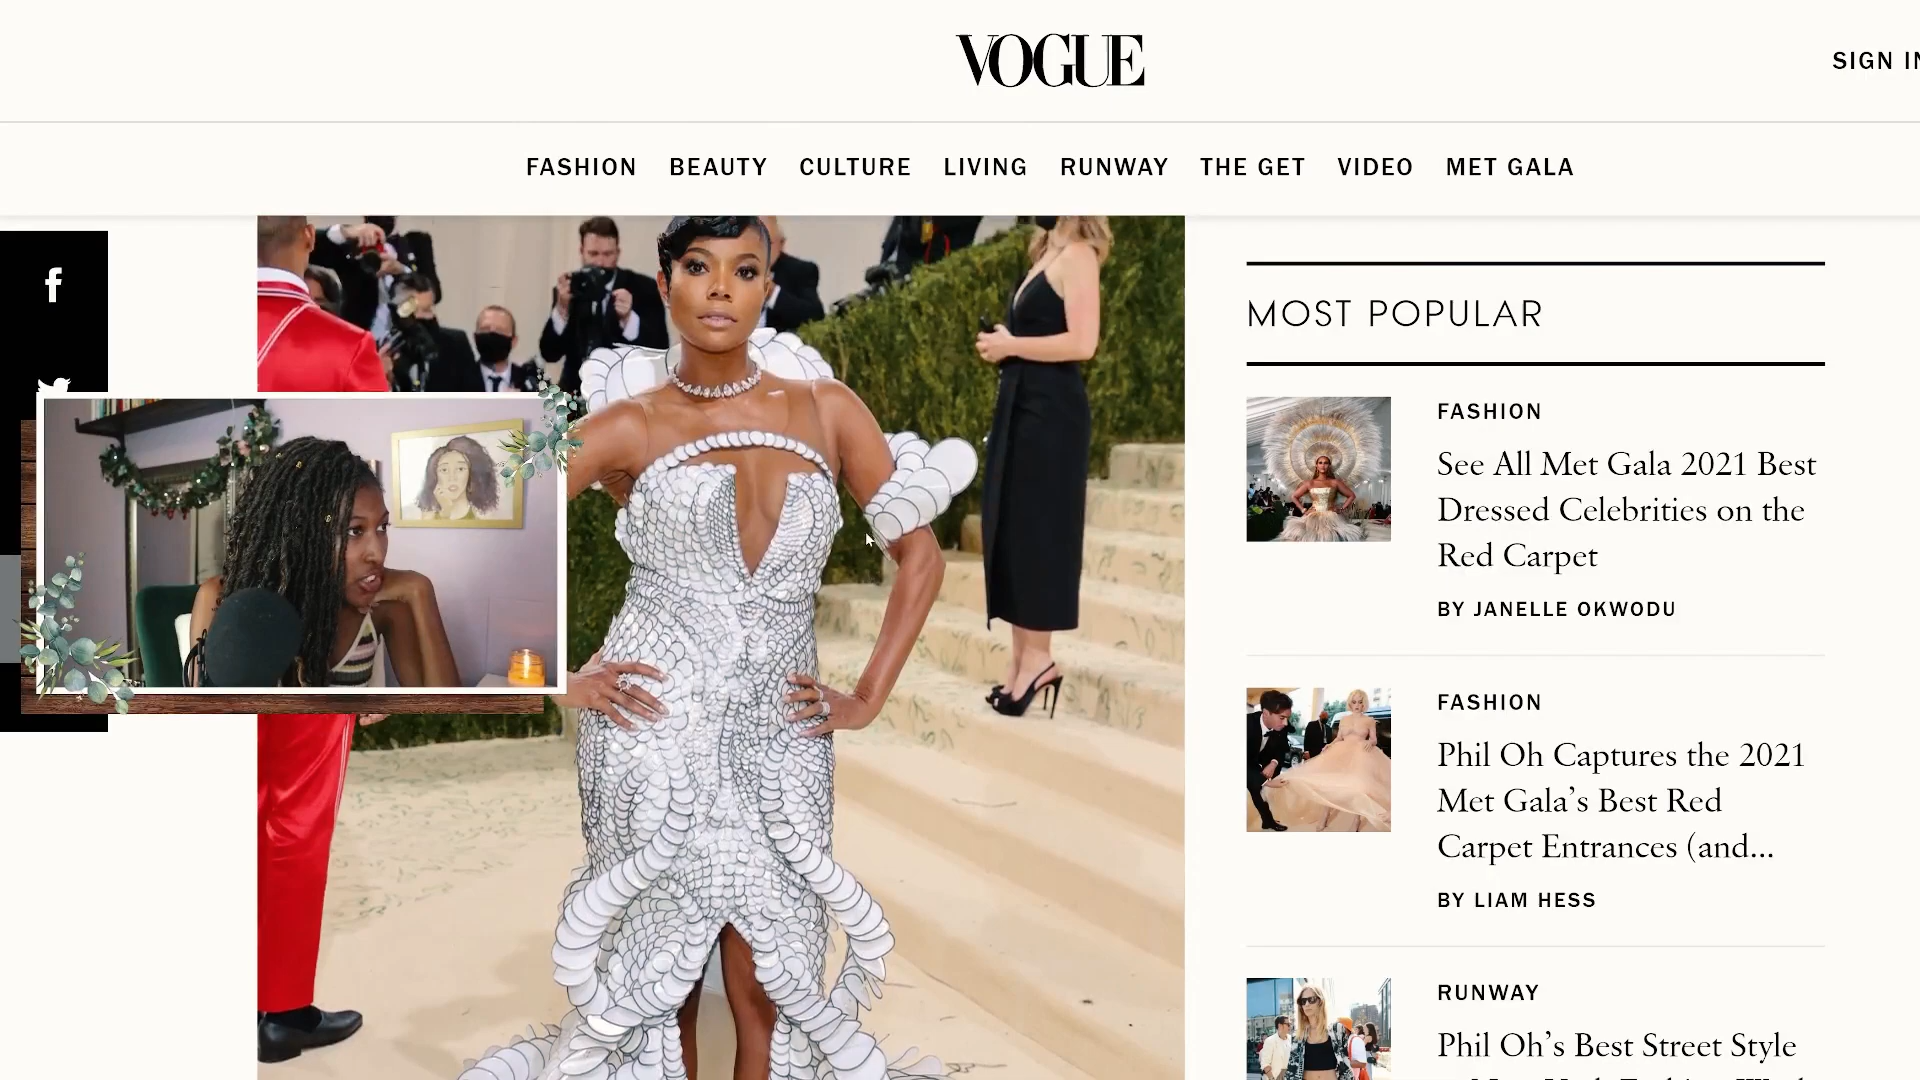 VOGUE
SIGN IN
FASHION BEAUTY CULTURE LIVING RUNWAY THE GET VIDEO MET GALA
MOST POPULAR
FASHION
See All Met Gala 2021 Best
Dressed Celebrities on the
Red Carpet
BY JANELLE OKWODU
FASHION
Phil Oh Captures the 2021
Met Gala’s Best Red
Carpet Entrances (and...
BY LIAM HESS
RUNWAY
Phil Oh’s Best Street Style